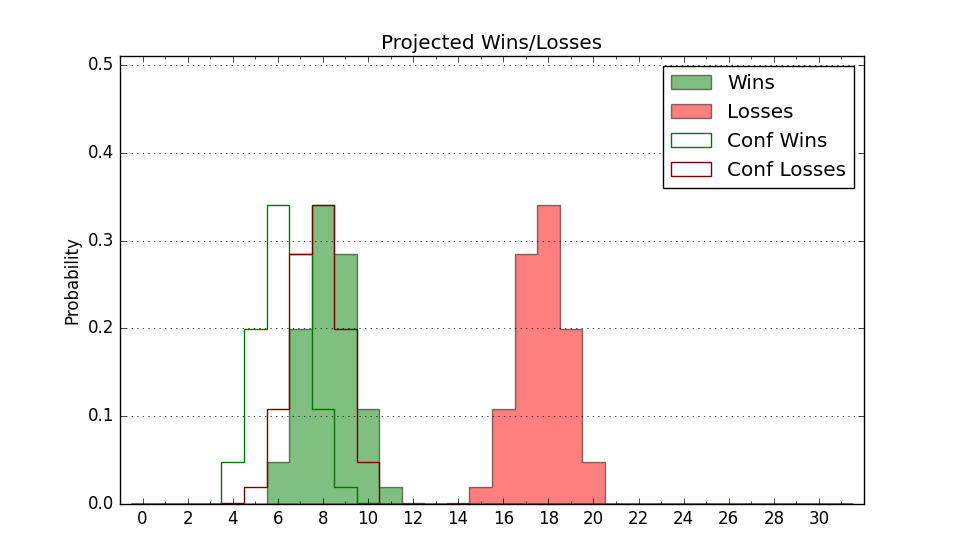 Projected Wins/Losses
0.5
0.4
0.3
0.2
0.1
0.0
Probability
Wins
Losses
Conf Wins
Conf Losses
0 2 4 6 8 10 12 14 16 18 20 22 24 26 28 30